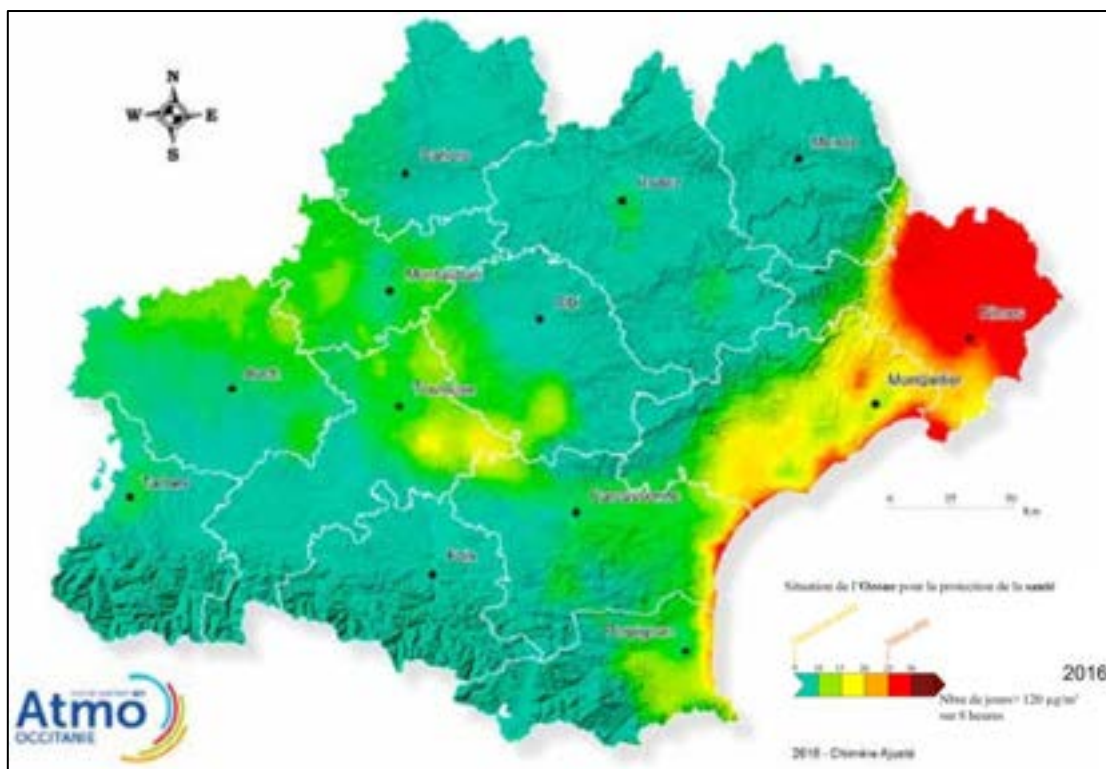 N
W E
S
Cahors
Mende
Rodez
Montauban
Albi
Nîmes
Auch
Toulouse
Montpellier
Tarbes
Carcassonne
Foix
Perpignan
Km
Situation de l'Ozone pour la protection de la santé
2016
Nbre de jours> 120 µg/m³
sur 8 heures
Atmo
OCCITANIE
2016 - Chimère Ajusté